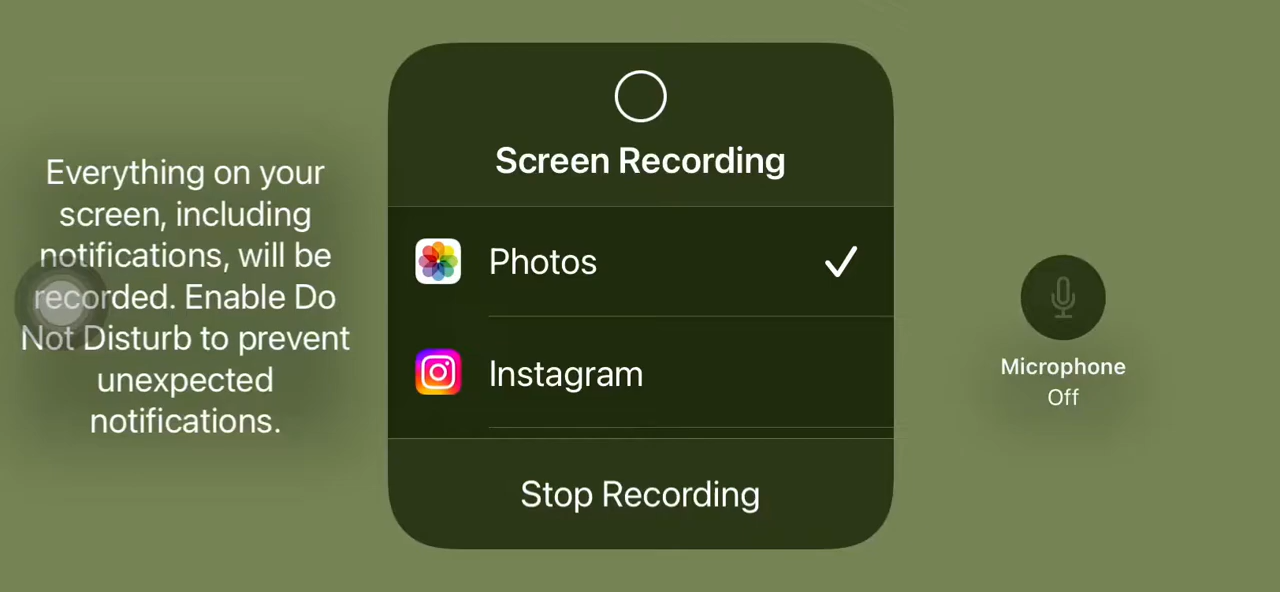 Everything on your
screen, including
notifications, will be
recorded. Enable Do
Not Disturb to prevent
unexpected
notifications.
Screen Recording
Photos
Instagram
Stop Recording
Microphone
Off